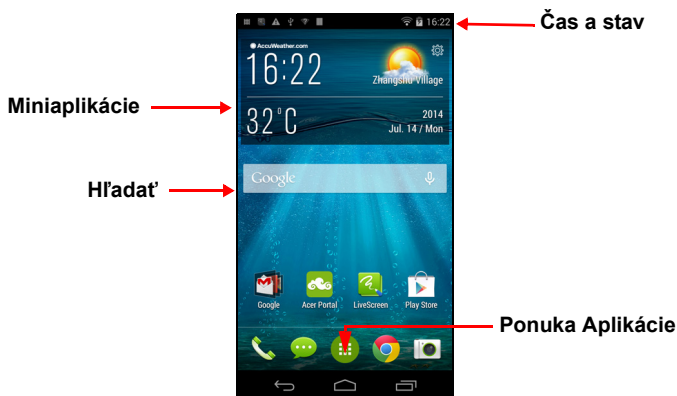 16:22
Čas a stav
AccuWeather.com
16:22
Zhangshu Village
Miniaplikácie
32°C
2014
Jul. 14 / Mon
Google
Hľadať
Google
Acer Portal
LiveScreen
Play Store
Ponuka Aplikácie